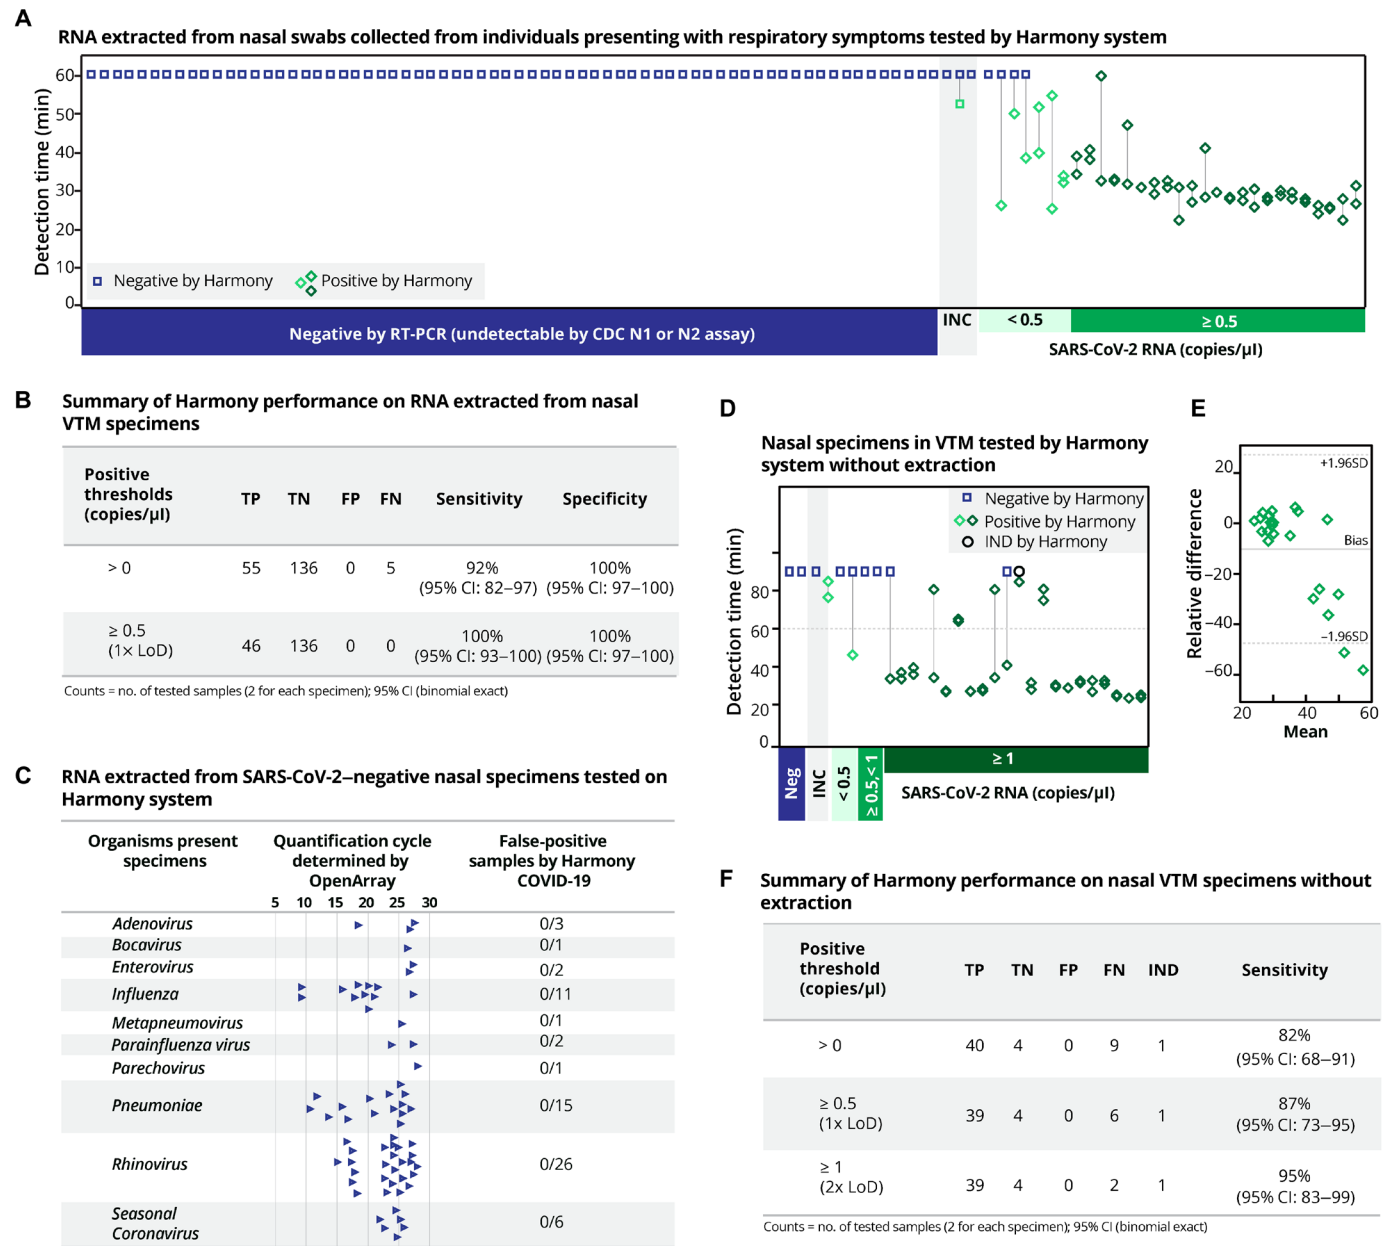 A
RNA extracted from nasal swabs collected from individuals presenting with respiratory symptoms tested by Harmony system
Detection time (min)
60
50
40
30
20
10
0
Negative by Harmony
Positive by Harmony
Negative by RT-PCR (undetectable by CDC N1 or N2 assay)
INC
< 0.5
≥ 0.5
SARS-CoV-2 RNA (copies/µl)
B
Summary of Harmony performance on RNA extracted from nasal
VTM specimens
Positive
thresholds
(copies/µl)
TP TN FP FN Sensitivity Specificity
> 0 55 136 0 5 92% 100%
(95% CI: 82–97) (95% CI: 97–100)
≥ 0.5
(1× LoD) 46 136 0 0 100% 100%
(95% CI: 93–100) (95% CI: 97–100)
Counts = no. of tested samples (2 for each specimen); 95% CI (binomial exact)
C
RNA extracted from SARS-CoV-2–negative nasal specimens tested on
Harmony system
Organisms present
specimens
Quantification cycle
determined by
OpenArray
False-positive
samples by Harmony
COVID-19
5 10 15 20 25 30
Adenovirus 0/3
Bocavirus 0/1
Enterovirus 0/2
Influenza 0/11
Metapneumovirus 0/1
Parainfluenza virus 0/2
Parechovirus 0/1
Pneumoniae 0/15
Rhinovirus 0/26
Seasonal
Coronavirus 0/6
D
Nasal specimens in VTM tested by Harmony
system without extraction
Negative by Harmony
Positive by Harmony
IND by Harmony
Detection time (min)
80
60
40
20
0
Neg
INC
< 0.5
≥ 0.5, < 1
≥ 1
SARS-CoV-2 RNA (copies/µl)
E
Relative difference
20
0
−20
−40
−60
+1.96SD
Bias
−1.96SD
20 40 60
Mean
F
Summary of Harmony performance on nasal VTM specimens without
extraction
Positive
threshold
(copies/µl)
TP TN FP FN IND Sensitivity
> 0 40 4 0 9 1 82%
(95% CI: 68–91)
≥ 0.5
(1x LoD) 39 4 0 6 1 87%
(95% CI: 73–95)
≥ 1
(2x LoD) 39 4 0 2 1 95%
(95% CI: 83–99)
Counts = no. of tested samples (2 for each specimen); 95% CI (binomial exact)